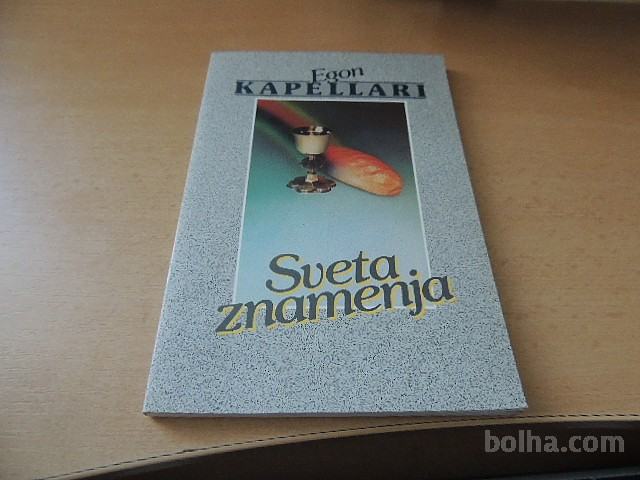 Egon
KAPELLARI
Sveta
znamenja
bolha.com